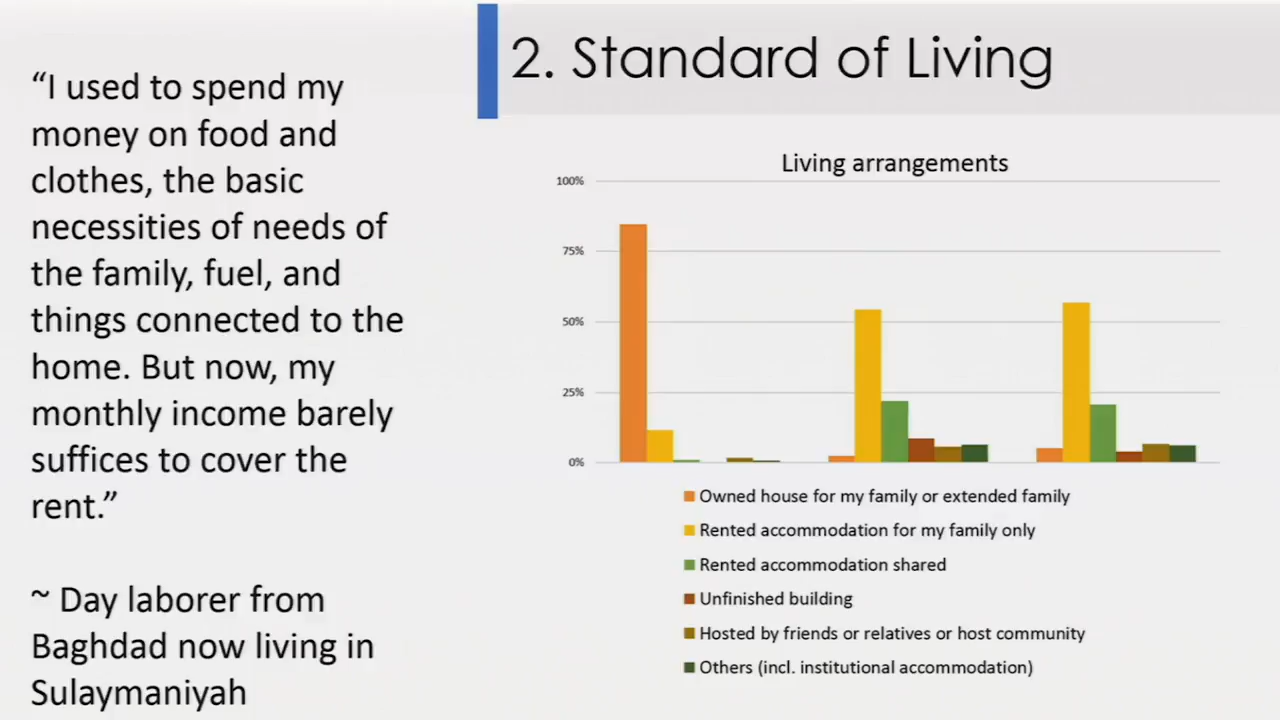 “I used to spend my
money on food and
clothes, the basic
necessities of needs of
the family, fuel, and
things connected to the
home. But now, my
monthly income barely
suffices to cover the
rent.”
~ Day laborer from
Baghdad now living in
Sulaymaniyah
2. Standard of Living
Living arrangements
100%
75%
50%
25%
0%
Owned house for my family or extended family
Rented accommodation for my family only
Rented accommodation shared
Unfinished building
Hosted by friends or relatives or host community
Others (incl. institutional accommodation)